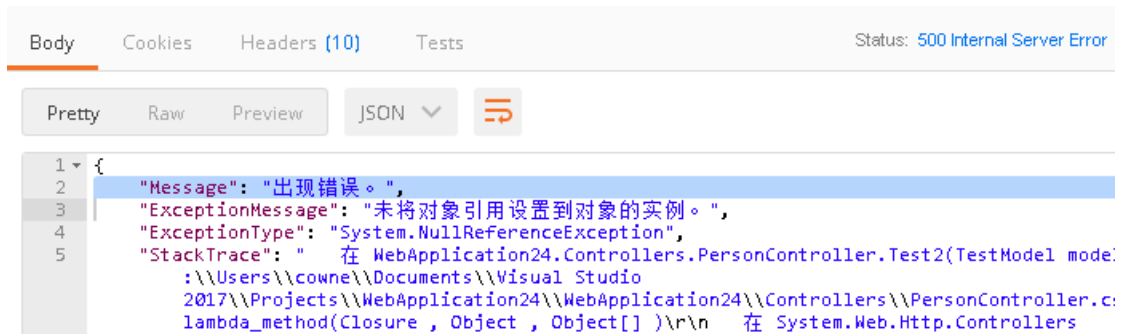 Body Cookies Headers (10) Tests Status: 500 Internal Server Error
Pretty Raw Preview JSON
1 {
2 "Message": "出现错误。",
3 "ExceptionMessage": "未将对象引用设置到对象的实例。",
4 "ExceptionType": "System.NullReferenceException",
5 "StackTrace": " 在 WebApplication24.Controllers.PersonController.Test2(TestModel model
:\\Users\\cowne\\Documents\\Visual Studio
2017\\Projects\\WebApplication24\\WebApplication24\\Controllers\\PersonController.cs
lambda_method(Closure , Object , Object[] )\r\n 在 System.Web.Http.Controllers